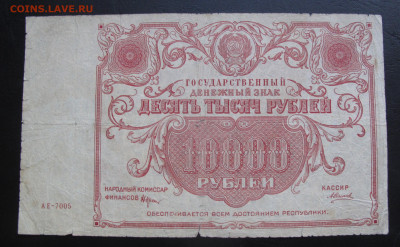 COINS.LAVE.RU
ГОСУДАРСТВЕННЫЙ
ДЕНЕЖНЫЙ ЗНАК
ДЕСЯТЬ ТЫСЯЧ РУБЛЕЙ
10000
РУБЛЕЙ
НАРОДНЫЙ КОМИССАР
ФИНАНСОВ
КАССИР
АЕ-7005
ОБЕСПЕЧИВАЕТСЯ ВСЕМ ДОСТОЯНИЕМ РЕСПУБЛИКИ.